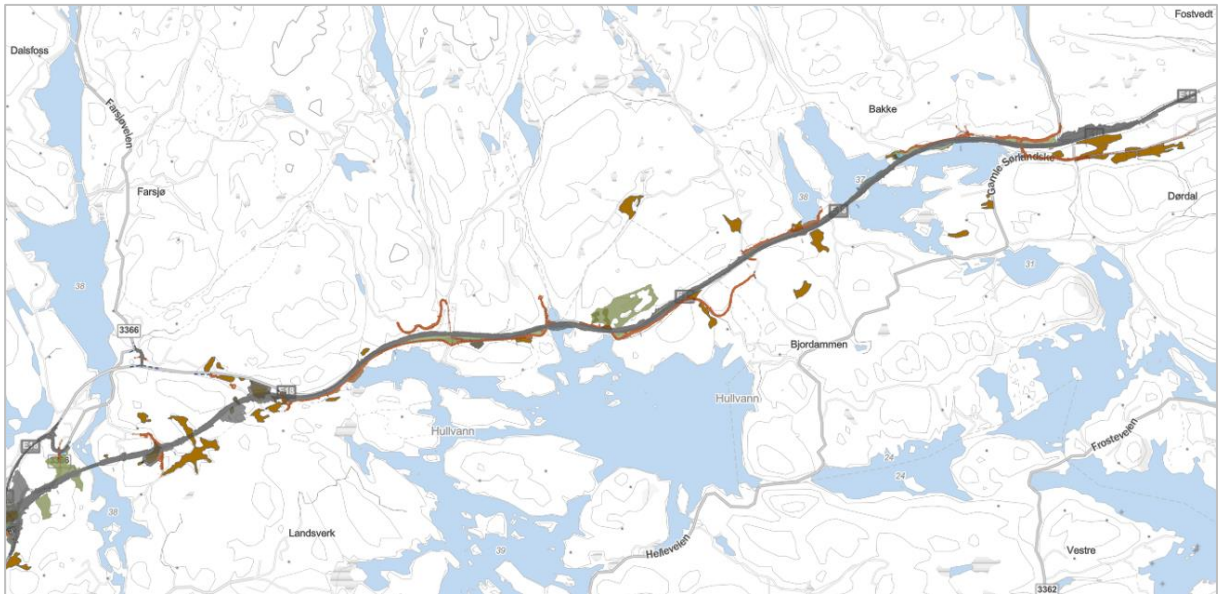 Fostvedt
Dalsfoss
Farsjøveien
E18
Bakke
Gamle Sørlandske
37
Farsjø
36
Dørdal
31
38
3366
Bjordammen
E18
Hullvann
Hullvann
Frosteveien
24
24
38
Landsverk
39
Helleveien
Vestre
3362